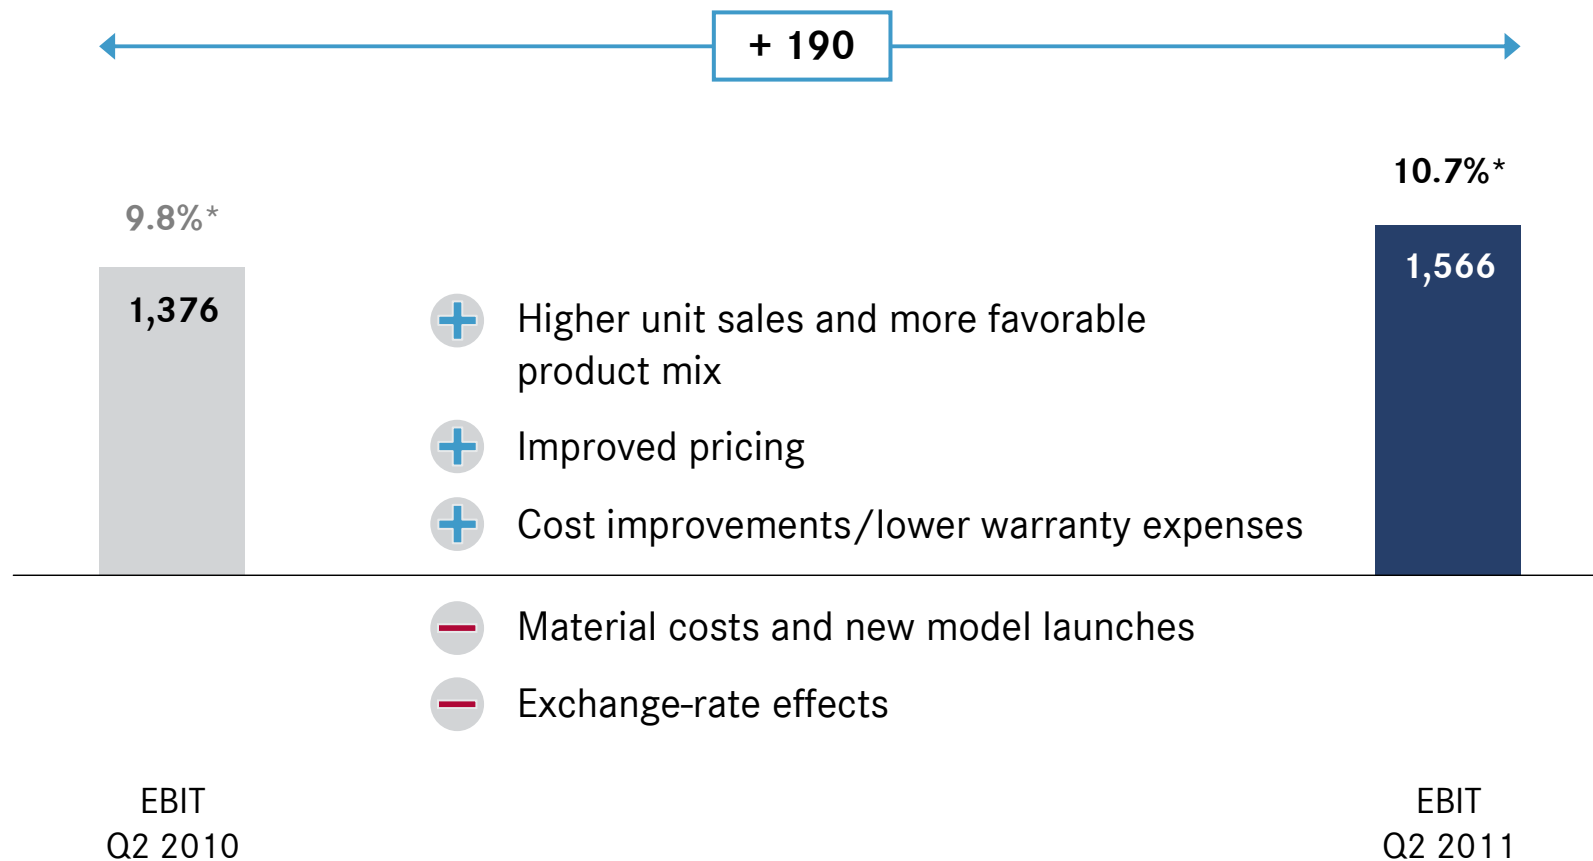 + 190
10.7%*
9.8%*
1,566
1,376
Higher unit sales and more favorable
product mix
Improved pricing
Cost improvements/lower warranty expenses
Material costs and new model launches
Exchange-rate effects
EBIT
Q2 2010
EBIT
Q2 2011